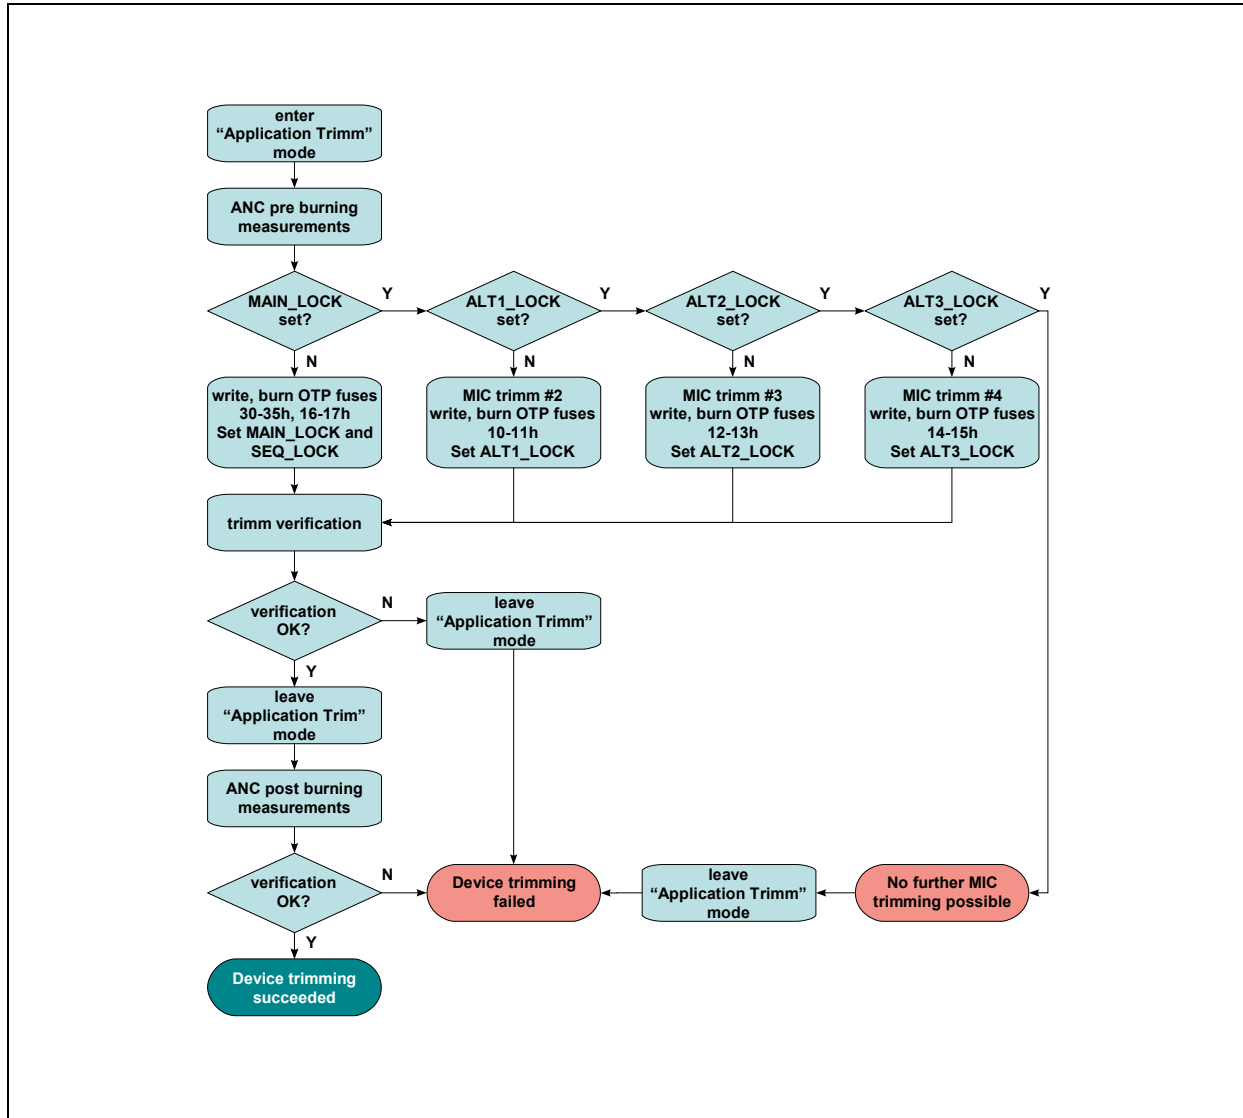 enter
“Application Trimm”
mode
ANC pre burning
measurements
MAIN_LOCK
set?
Y
ALT1_LOCK
set?
Y
ALT2_LOCK
set?
Y
ALT3_LOCK
set?
Y
N
N
N
N
write, burn OTP fuses
30-35h, 16-17h
Set MAIN_LOCK and
SEQ_LOCK
MIC trimm #2
write, burn OTP fuses
10-11h
Set ALT1_LOCK
MIC trimm #3
write, burn OTP fuses
12-13h
Set ALT2_LOCK
MIC trimm #4
write, burn OTP fuses
14-15h
Set ALT3_LOCK
trimm verification
verification
OK?
N
leave
“Application Trimm”
mode
Y
leave
“Application Trim”
mode
ANC post burning
measurements
verification
OK?
N
Device trimming
failed
leave
“Application Trimm”
mode
No further MIC
trimming possible
Y
Device trimming
succeeded